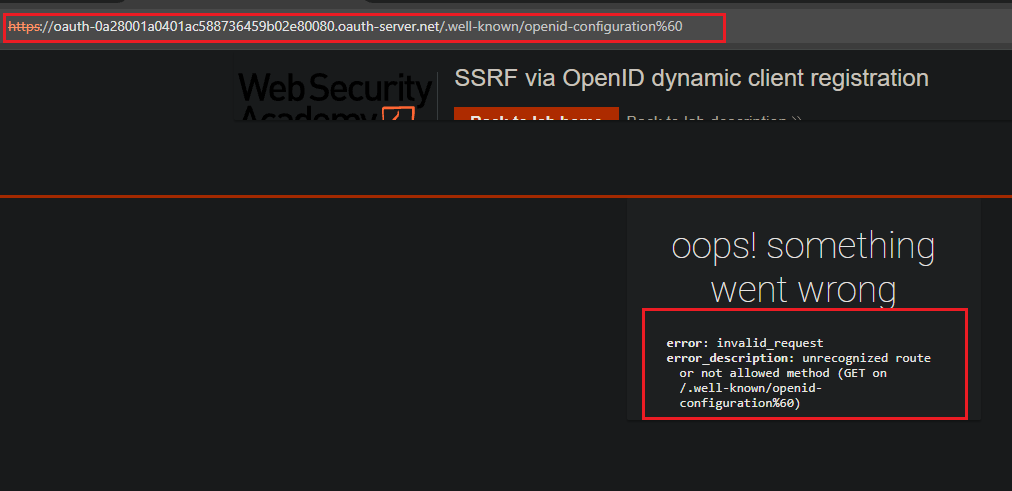 https://oauth-0a28001a0401ac588736459b02e80080.oauth-server.net/.well-known/openid-configuration%60
Web Security
Academy
SSRF via OpenID dynamic client registration
Back to lab home
Back to lab description >>
oops! something
went wrong
error: invalid_request
error_description: unrecognized route
or not allowed method (GET on
/.well-known/openid-
configuration%60)